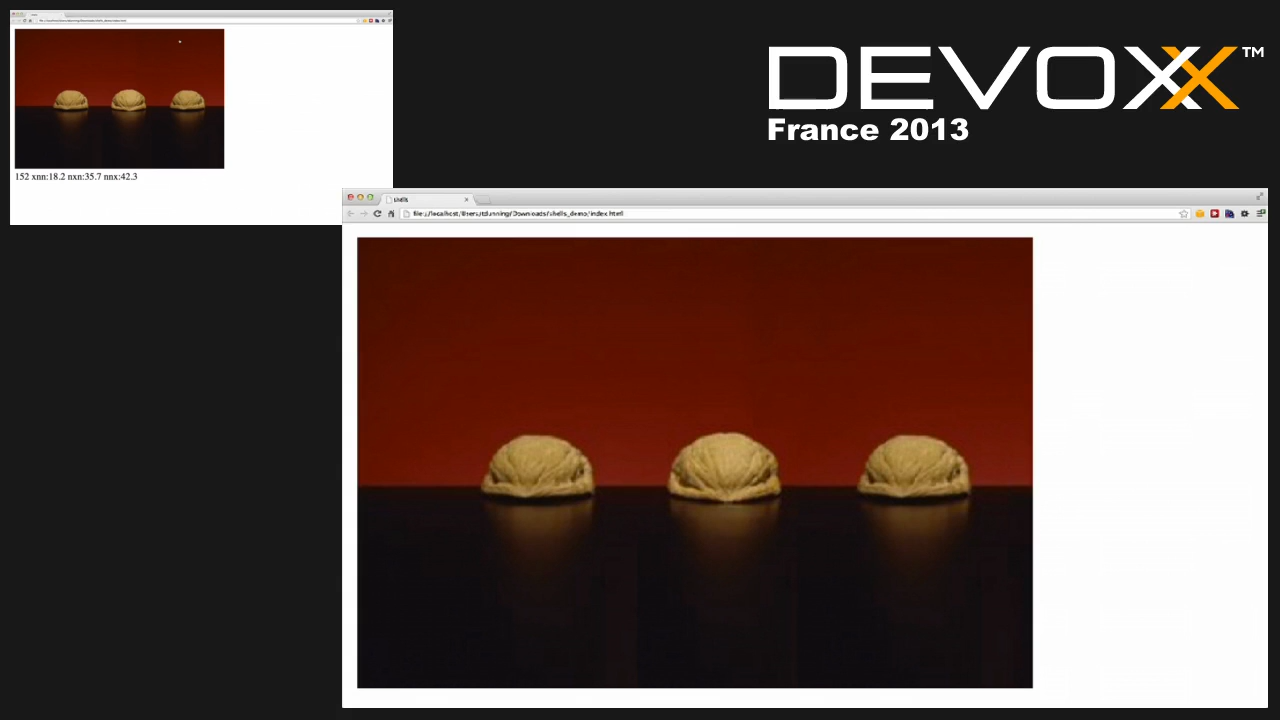 DEVOXX™
France 2013
152 xnn:18.2 nxn:35.7 nnx:42.3
shells
file://localhost/Users/tdunning/Downloads/shells_demo/index.html